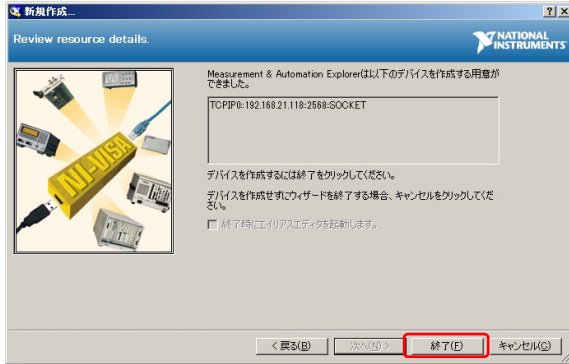 新規作成...
Review resource details.
NATIONAL
INSTRUMENTS
Measurement & Automation Explorerは以下のデバイスを作成する用意が
できました。
TCPIP0::192.168.21.118::2568::SOCKET
デバイスを作成するには終了をクリックしてください。
デバイスを作成せずにウィザードを終了する場合、キャンセルをクリックしてくだ
さい。
終了時にエイリアスエディタを起動します。
NI-VISA
< 戻る(B)
次へ(N) >
終了(F)
キャンセル(C)